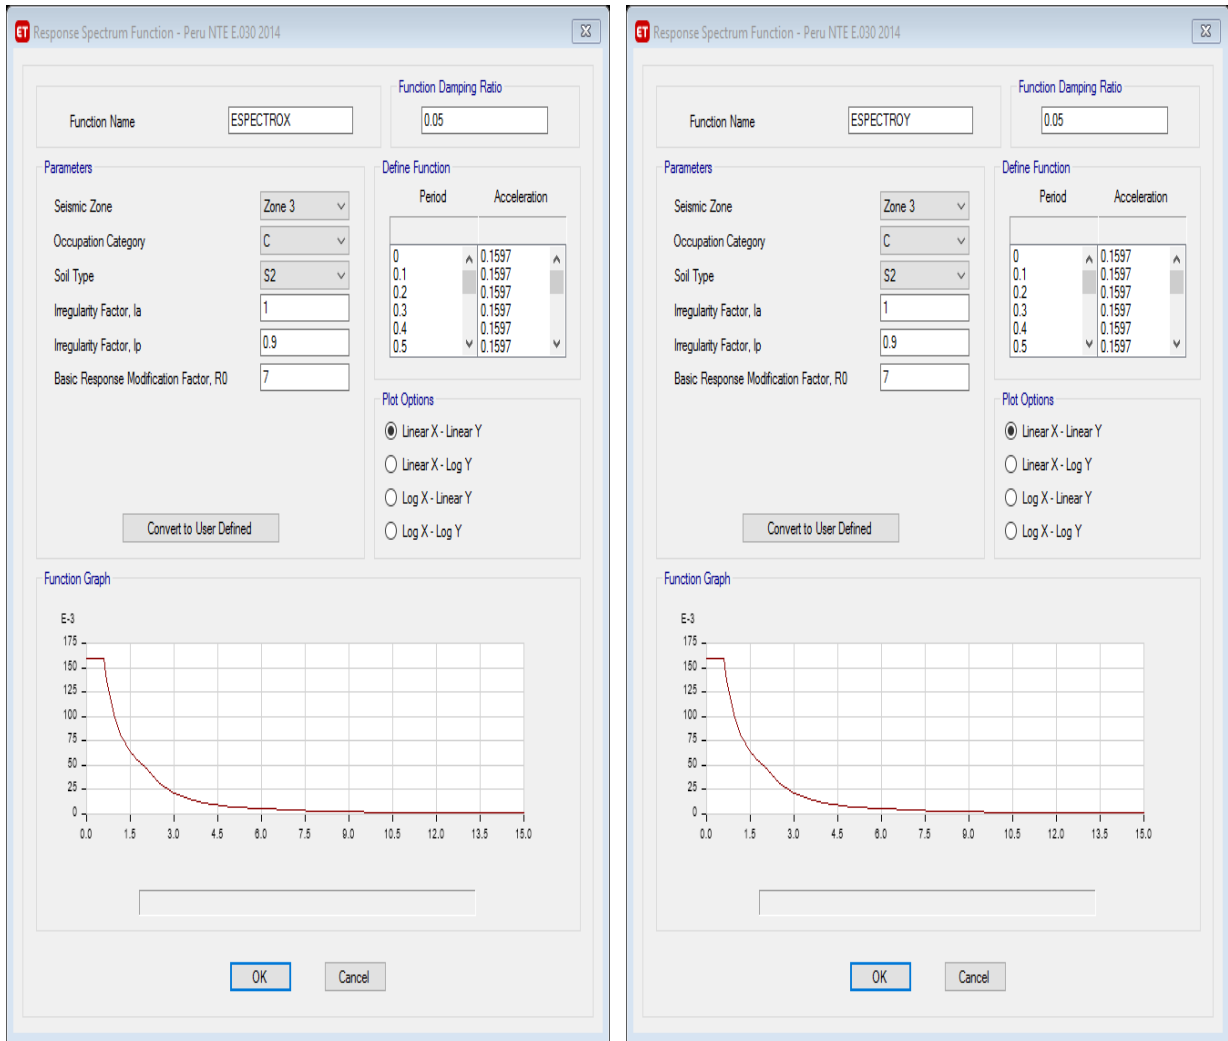 ET Response Spectrum Function - Peru NTE E.030 2014
Function Name ESPECTROX
Function Damping Ratio
0.05
Parameters
Seismic Zone Zone 3
Occupation Category C
Soil Type S2
Irregularity Factor, Ia 1
Irregularity Factor, Ip 0.9
Basic Response Modification Factor, R0 7
Convert to User Defined
Define Function
Period Acceleration
0 0.1597
0.1 0.1597
0.2 0.1597
0.3 0.1597
0.4 0.1597
0.5 0.1597
Plot Options
Linear X - Linear Y
Linear X - Log Y
Log X - Linear Y
Log X - Log Y
Function Graph
E-3
175
150
125
100
75
50
25
0
0.0 1.5 3.0 4.5 6.0 7.5 9.0 10.5 12.0 13.5 15.0
OK Cancel
ET Response Spectrum Function - Peru NTE E.030 2014
Function Name ESPECTROY
Function Damping Ratio
0.05
Parameters
Seismic Zone Zone 3
Occupation Category C
Soil Type S2
Irregularity Factor, Ia 1
Irregularity Factor, Ip 0.9
Basic Response Modification Factor, R0 7
Convert to User Defined
Define Function
Period Acceleration
0 0.1597
0.1 0.1597
0.2 0.1597
0.3 0.1597
0.4 0.1597
0.5 0.1597
Plot Options
Linear X - Linear Y
Linear X - Log Y
Log X - Linear Y
Log X - Log Y
Function Graph
E-3
175
150
125
100
75
50
25
0
0.0 1.5 3.0 4.5 6.0 7.5 9.0 10.5 12.0 13.5 15.0
OK Cancel